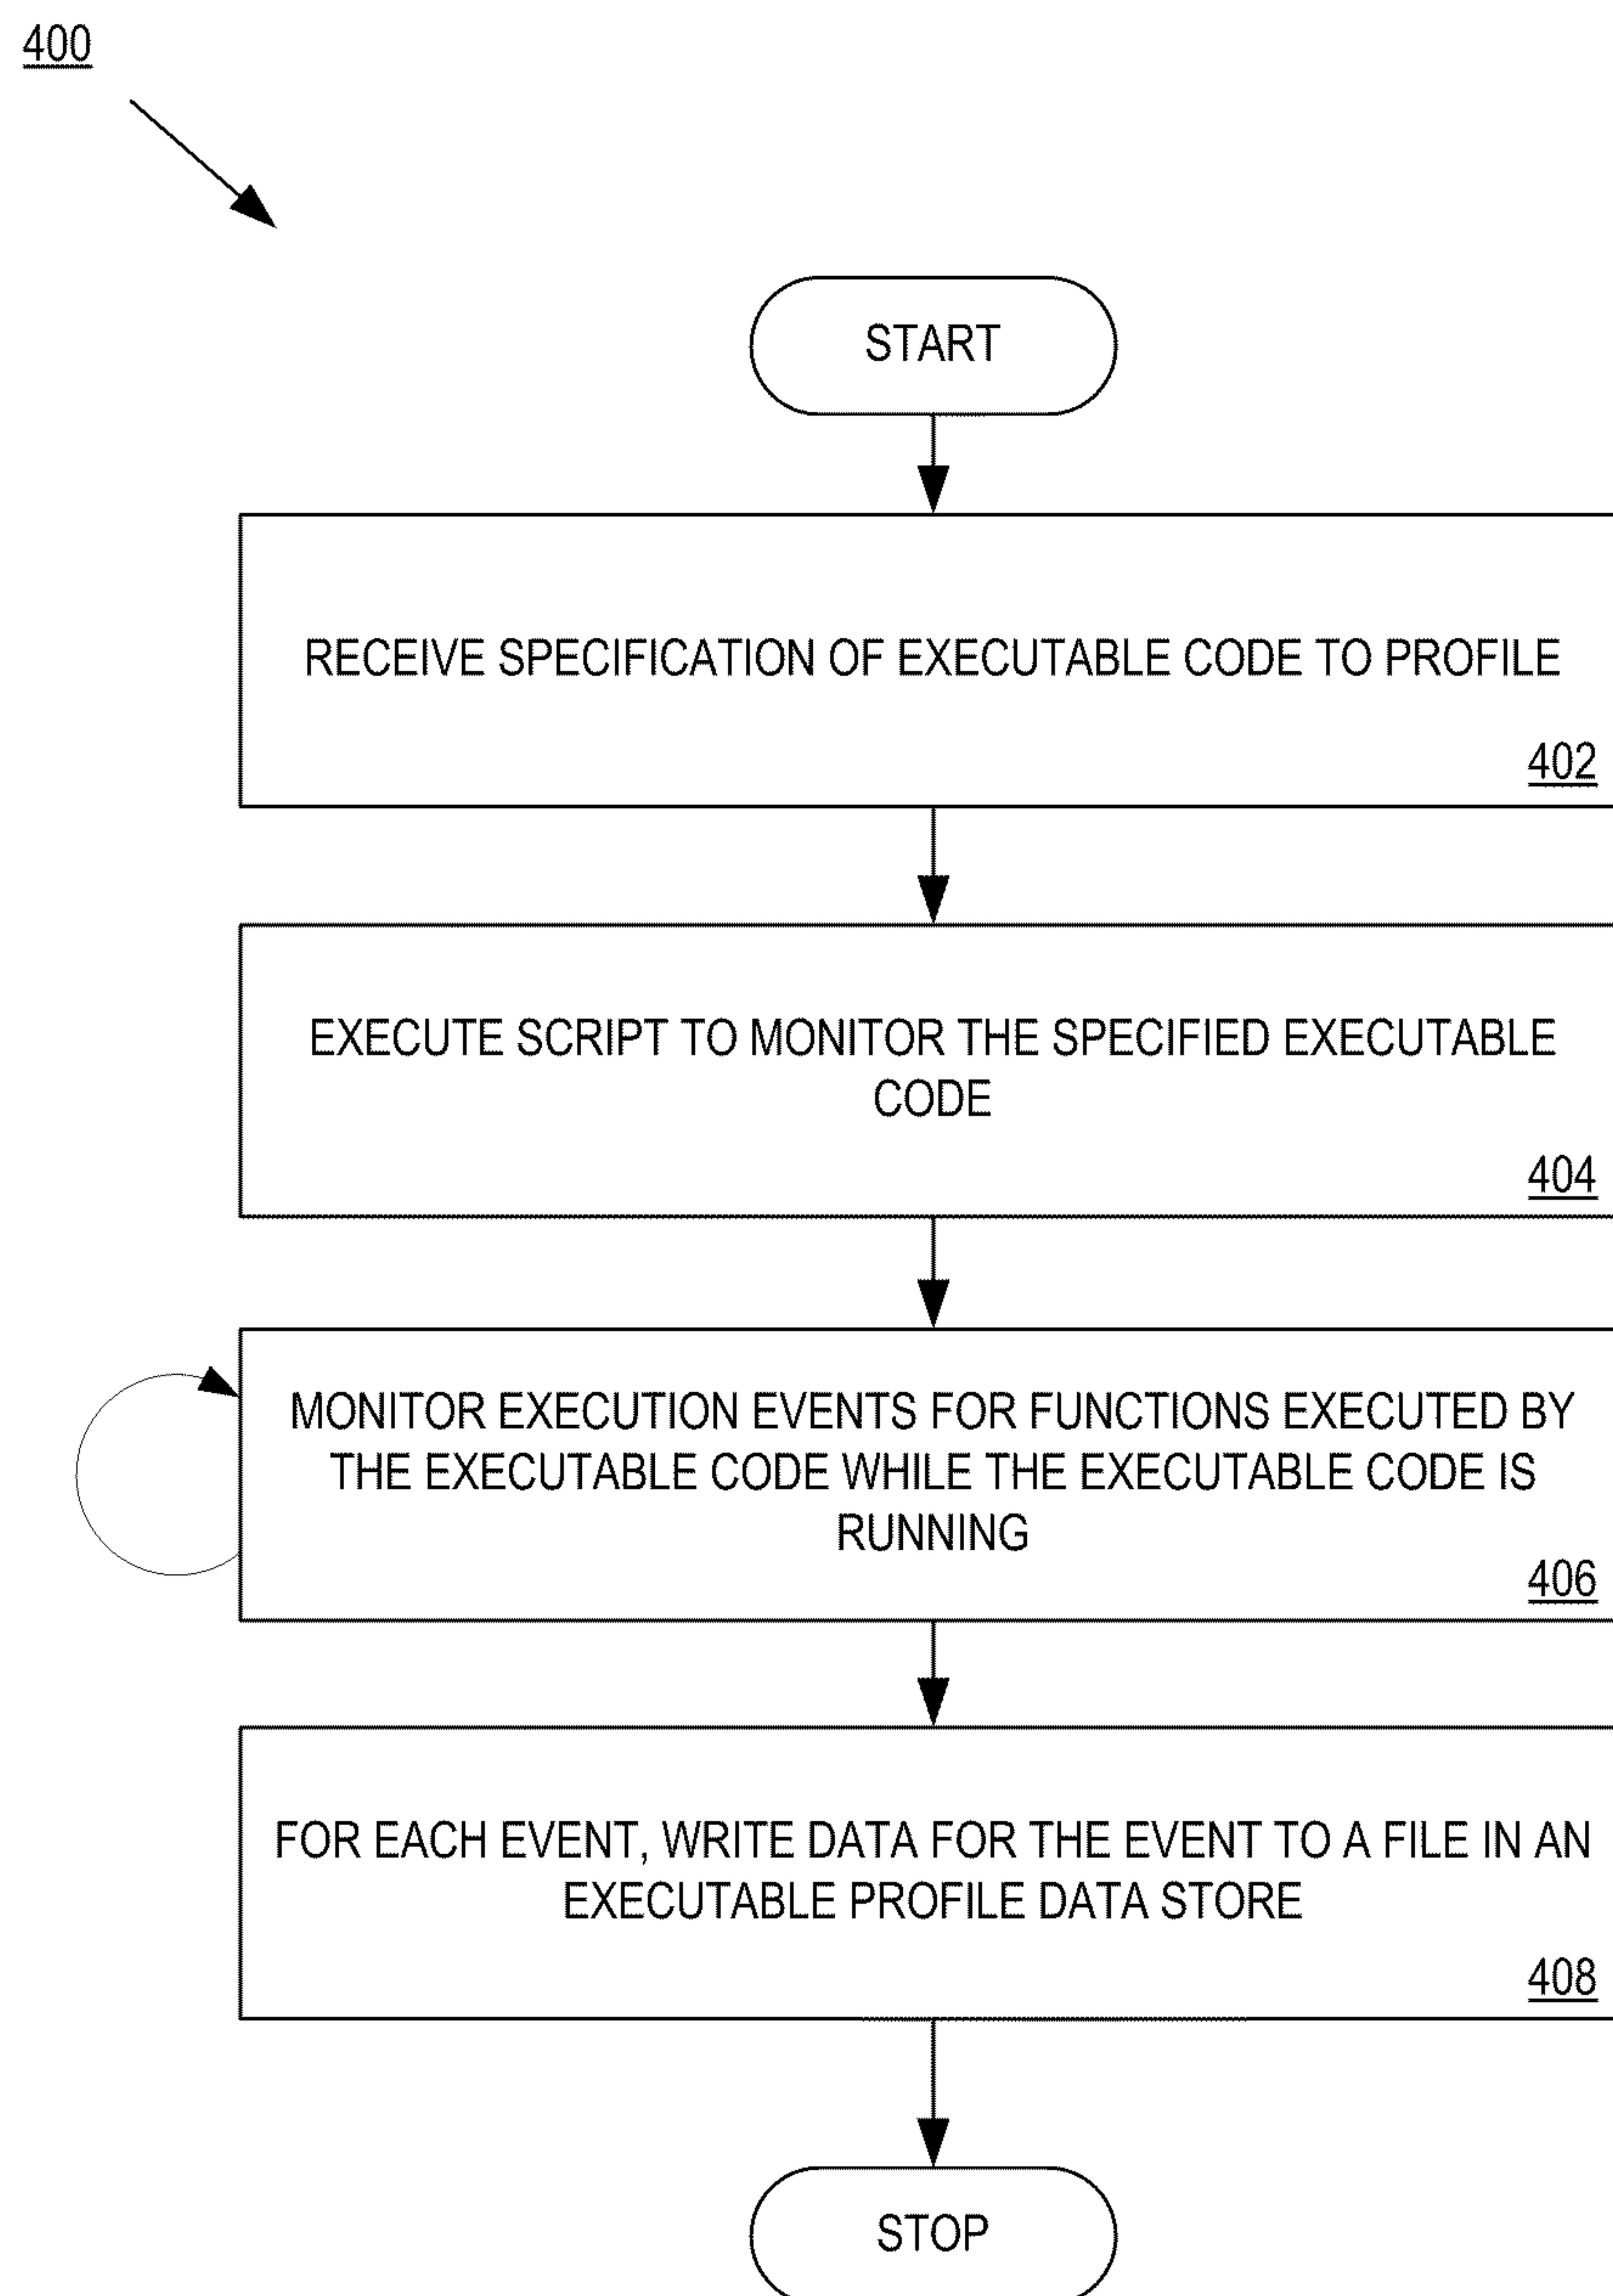 400
START
RECEIVE SPECIFICATION OF EXECUTABLE CODE TO PROFILE
402
EXECUTE SCRIPT TO MONITOR THE SPECIFIED EXECUTABLE
CODE
404
MONITOR EXECUTION EVENTS FOR FUNCTIONS EXECUTED BY
THE EXECUTABLE CODE WHILE THE EXECUTABLE CODE IS
RUNNING
406
FOR EACH EVENT, WRITE DATA FOR THE EVENT TO A FILE IN AN
EXECUTABLE PROFILE DATA STORE
408
STOP